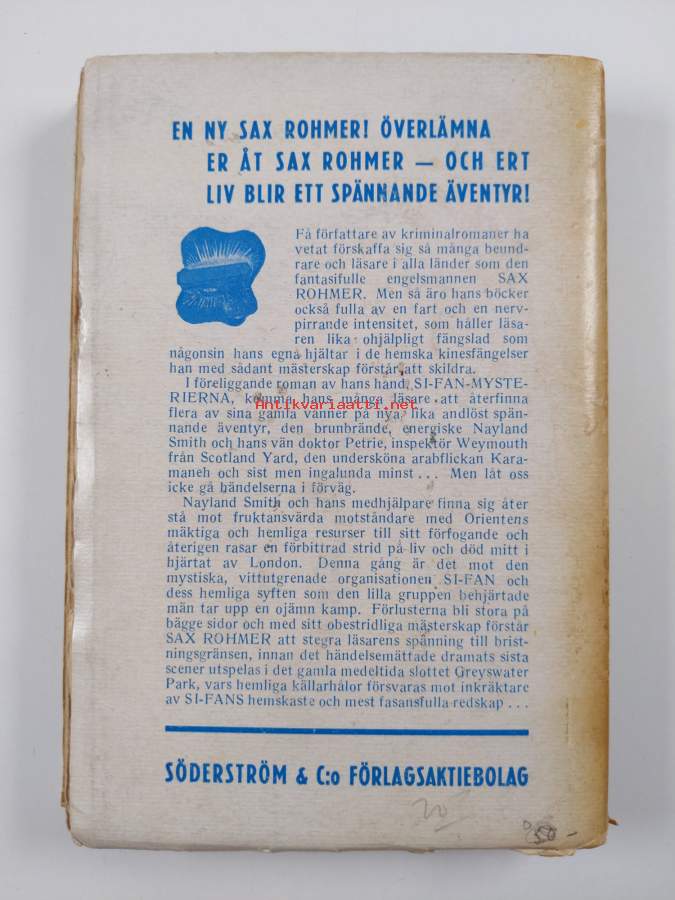 EN NY SAX ROHMER! ÖVERLÄMNA
ER ÅT SAX ROHMER — OCH ERT
LIV BLIR ETT SPÄNNANDE ÄVENTYR!
Få författare av kriminalromaner ha
vetat förskaffa sig så många beund-
rare och läsare i alla länder som den
fantasifulle engelsmannen SAX
ROHMER. Men så äro hans böcker
också fulla av en fart och en nerv-
pirrande intensitet, som håller läsa-
ren lika ohjälpligt fängslad som
någonsin hans egna hjältar i de hemska kinesfängelser
han med sådant mästerskap förstår att skildra.
I föreliggande roman av hans hand, SI-FAN-MYSTE-
RIERNA, komma hans många läsare att återfinna
Antikvariaatti.net
flera av sina gamla vänner på nya, lika andlöst spän-
nande äventyr, den brunbrände, energiske Nayland
Smith och hans vän doktor Petrie, inspektör Weymouth
från Scotland Yard, den undersköna arabflickan Kara-
maneh och sist men ingalunda minst... Men låt oss
icke gå händelserna i förväg.
Nayland Smith och hans medhjälpare finna sig åter
stå mot fruktansvärda motståndare med Orientens
mäktiga och hemliga resurser till sitt förfogande och
återigen rasar en förbittrad strid på liv och död mitt i
hjärtat av London. Denna gång är det mot den
mystiska, vittutgrenade organisationen SI-FAN och
dess hemliga syften som den lilla gruppen behjärtade
män tar upp en ojämn kamp. Förlusterna bli stora på
bägge sidor och med sitt obestridliga mästerskap förstår
SAX ROHMER att stegra läsarens spänning till brist-
ningsgränsen, innan det händelsemättade dramats sista
scener utspelas i det gamla medeltida slottet Greyswater
Park, vars hemliga källarhålor försvaras mot inkräktare
av SI-FANS hemskaste och mest fasansfulla redskap...
SÖDERSTRÖM & C:o FÖRLAGSAKTIEBOLAG
20